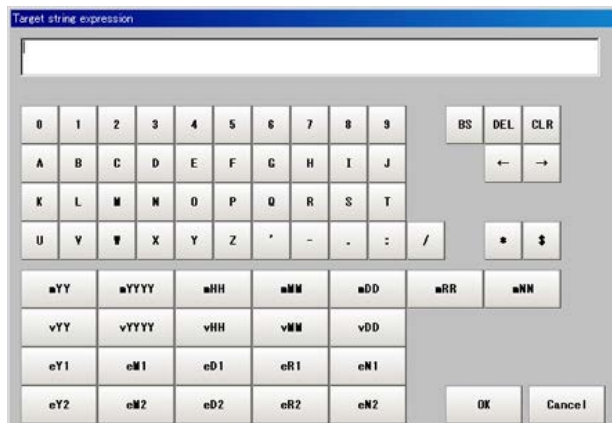 Target string expression
0 1 2 3 4 5 6 7 8 9 BS DEL CLR
A B C D E F G H I J ← →
K L M N O P Q R S T
U V W X Y Z ' - . : / * $
mYY mYYYY mHH mMM mDD mRR mNN
vYY vYYYY vHH vMM vDD
eY1 eM1 eD1 eR1 eN1
eY2 eM2 eD2 eR2 eN2 OK Cancel